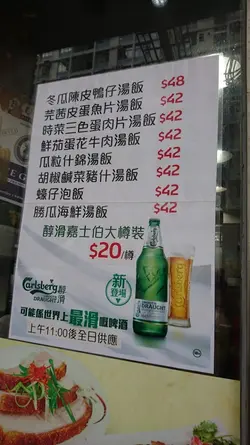 冬瓜陳皮鴨仔湯飯 $48
芫茜皮蛋魚片湯飯 $42
時菜三色蛋肉片湯飯 $42
鮮茄蛋花牛肉湯飯 $42
瓜粒什錦湯飯 $42
胡椒鹹菜豬什湯飯 $42
蠔仔泡飯 $42
勝瓜海鮮湯飯 $42
醇滑嘉士伯大樽裝
$20/樽
新登場
Carlsberg 醇滑
DRAUGHT
可能係世界上最滑嘅啤酒
上午11:00後全日供應